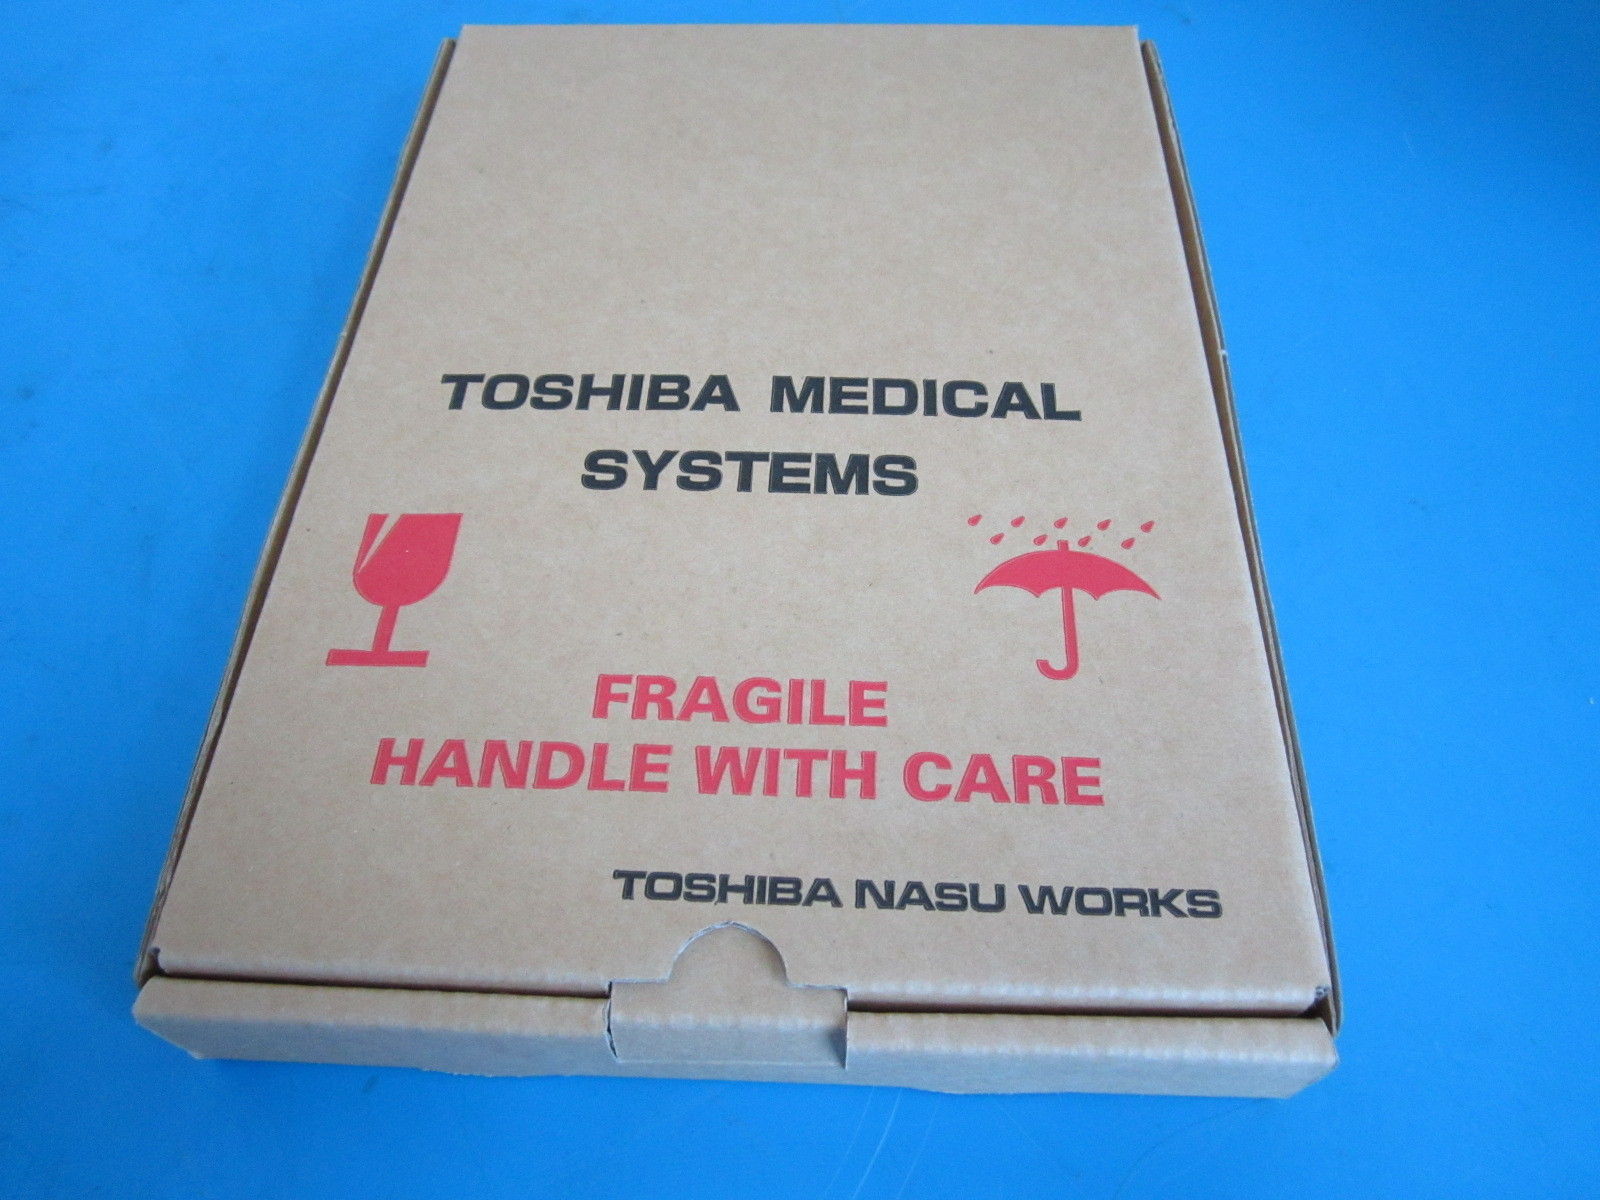 TOSHIBA MEDICAL
SYSTEMS
FRAGILE
HANDLE WITH CARE
TOSHIBA NASU WORKS